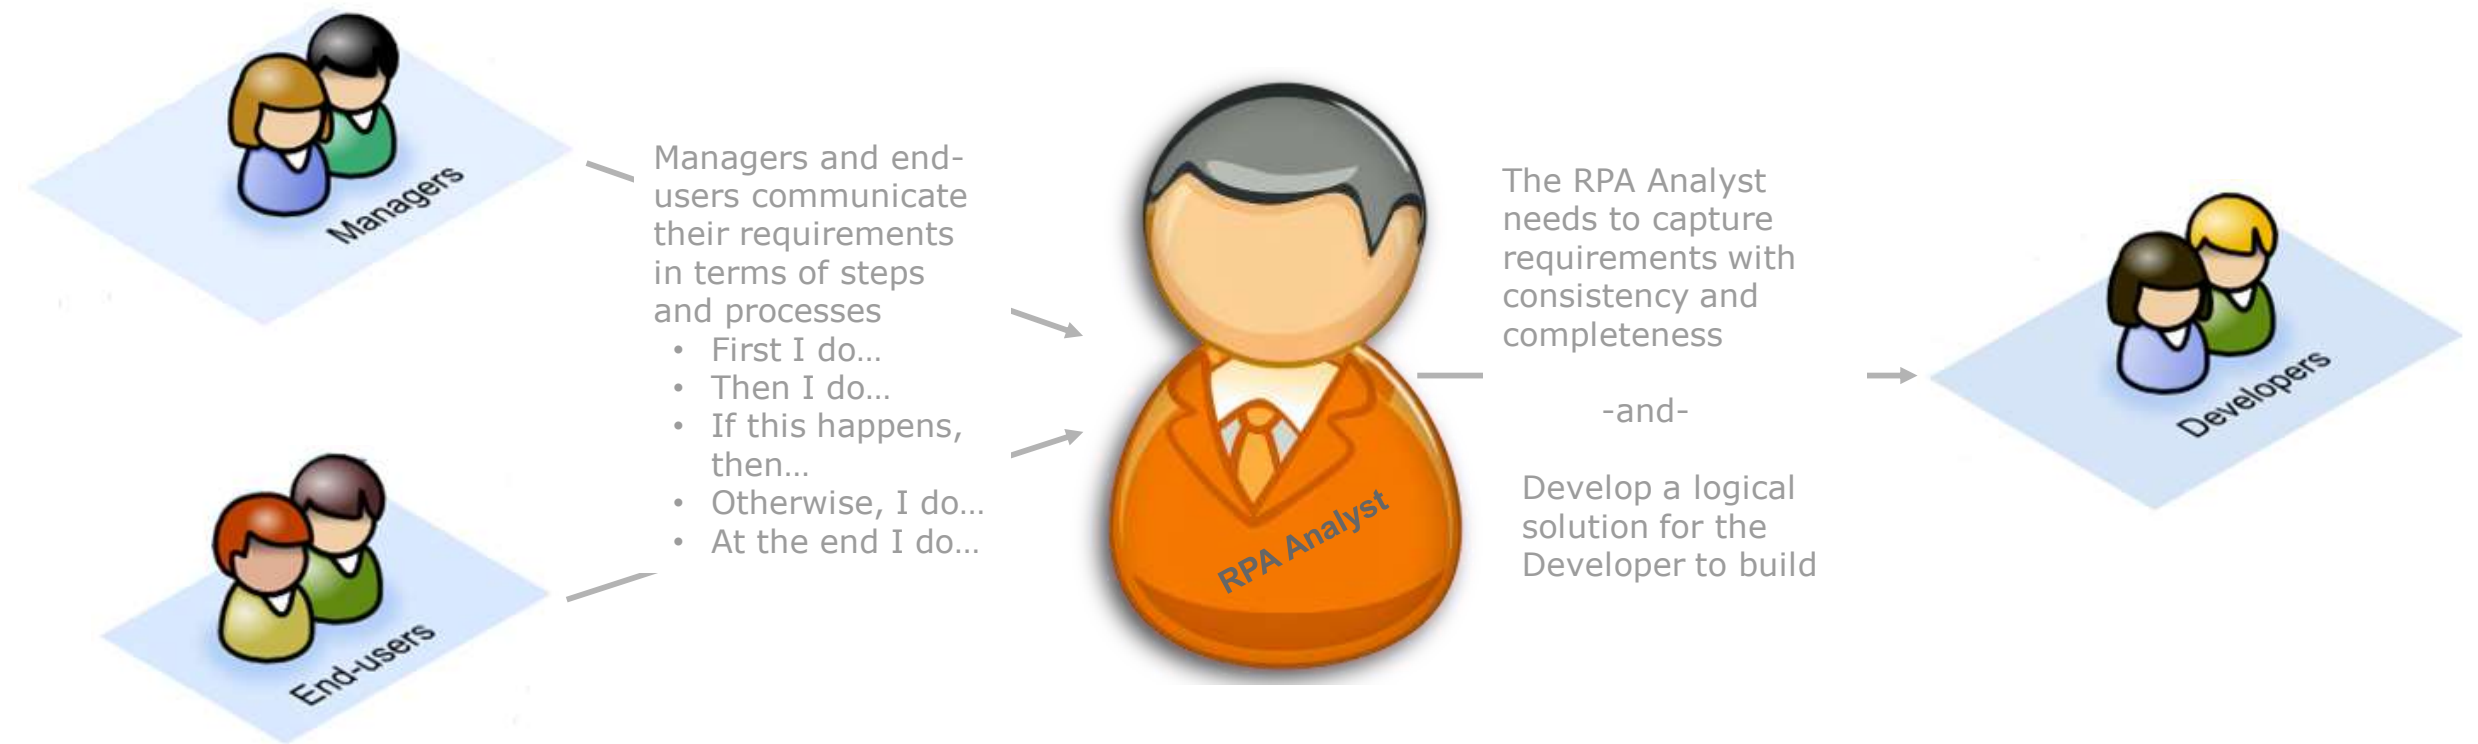 Managers
Managers and end-
users communicate
their requirements
in terms of steps
and processes
• First I do...
• Then I do...
• If this happens,
then...
• Otherwise, I do...
• At the end I do...
End-users
RPA Analyst
The RPA Analyst
needs to capture
requirements with
consistency and
completeness
-and-
Develop a logical
solution for the
Developer to build
Developers